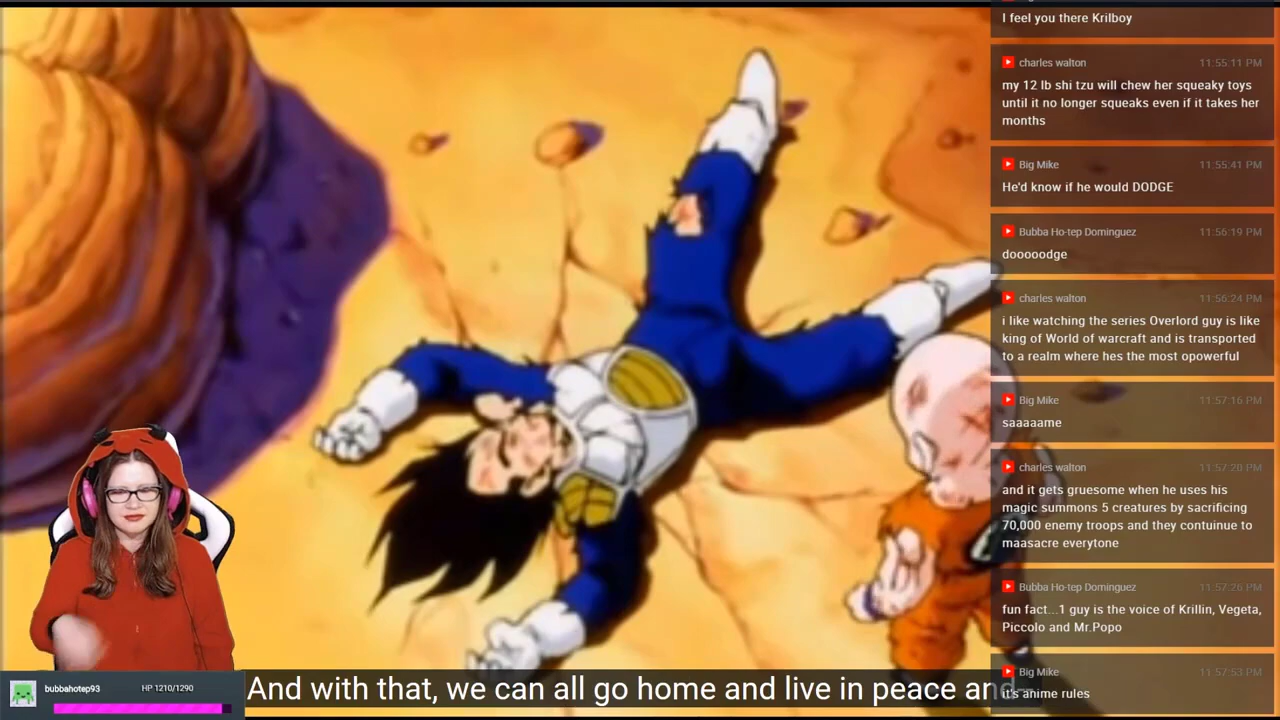 I feel you there Krilboy
charles walton 11:55:11 PM
my 12 lb shi tzu will chew her squeaky toys
until it no longer squeaks even if it takes her
months
Big Mike 11:55:41 PM
He'd know if he would DODGE
Bubba Ho-tep Dominguez 11:56:19 PM
dooooodge
charles walton 11:56:24 PM
i like watching the series Overlord guy is like
king of World of warcraft and is transported
to a realm where hes the most opowerful
Big Mike 11:57:16 PM
saaaaame
charles walton 11:57:20 PM
and it gets gruesome when he uses his
magic summons 5 creatures by sacrificing
70,000 enemy troops and they contuinue to
maasacre everytone
Bubba Ho-tep Dominguez 11:57:26 PM
fun fact...1 guy is the voice of Krillin, Vegeta,
Piccolo and Mr.Popo
Big Mike 11:57:53 PM
it's anime rules
bubbahotep93 HP 1210/1290
And with that, we can all go home and live in peace and